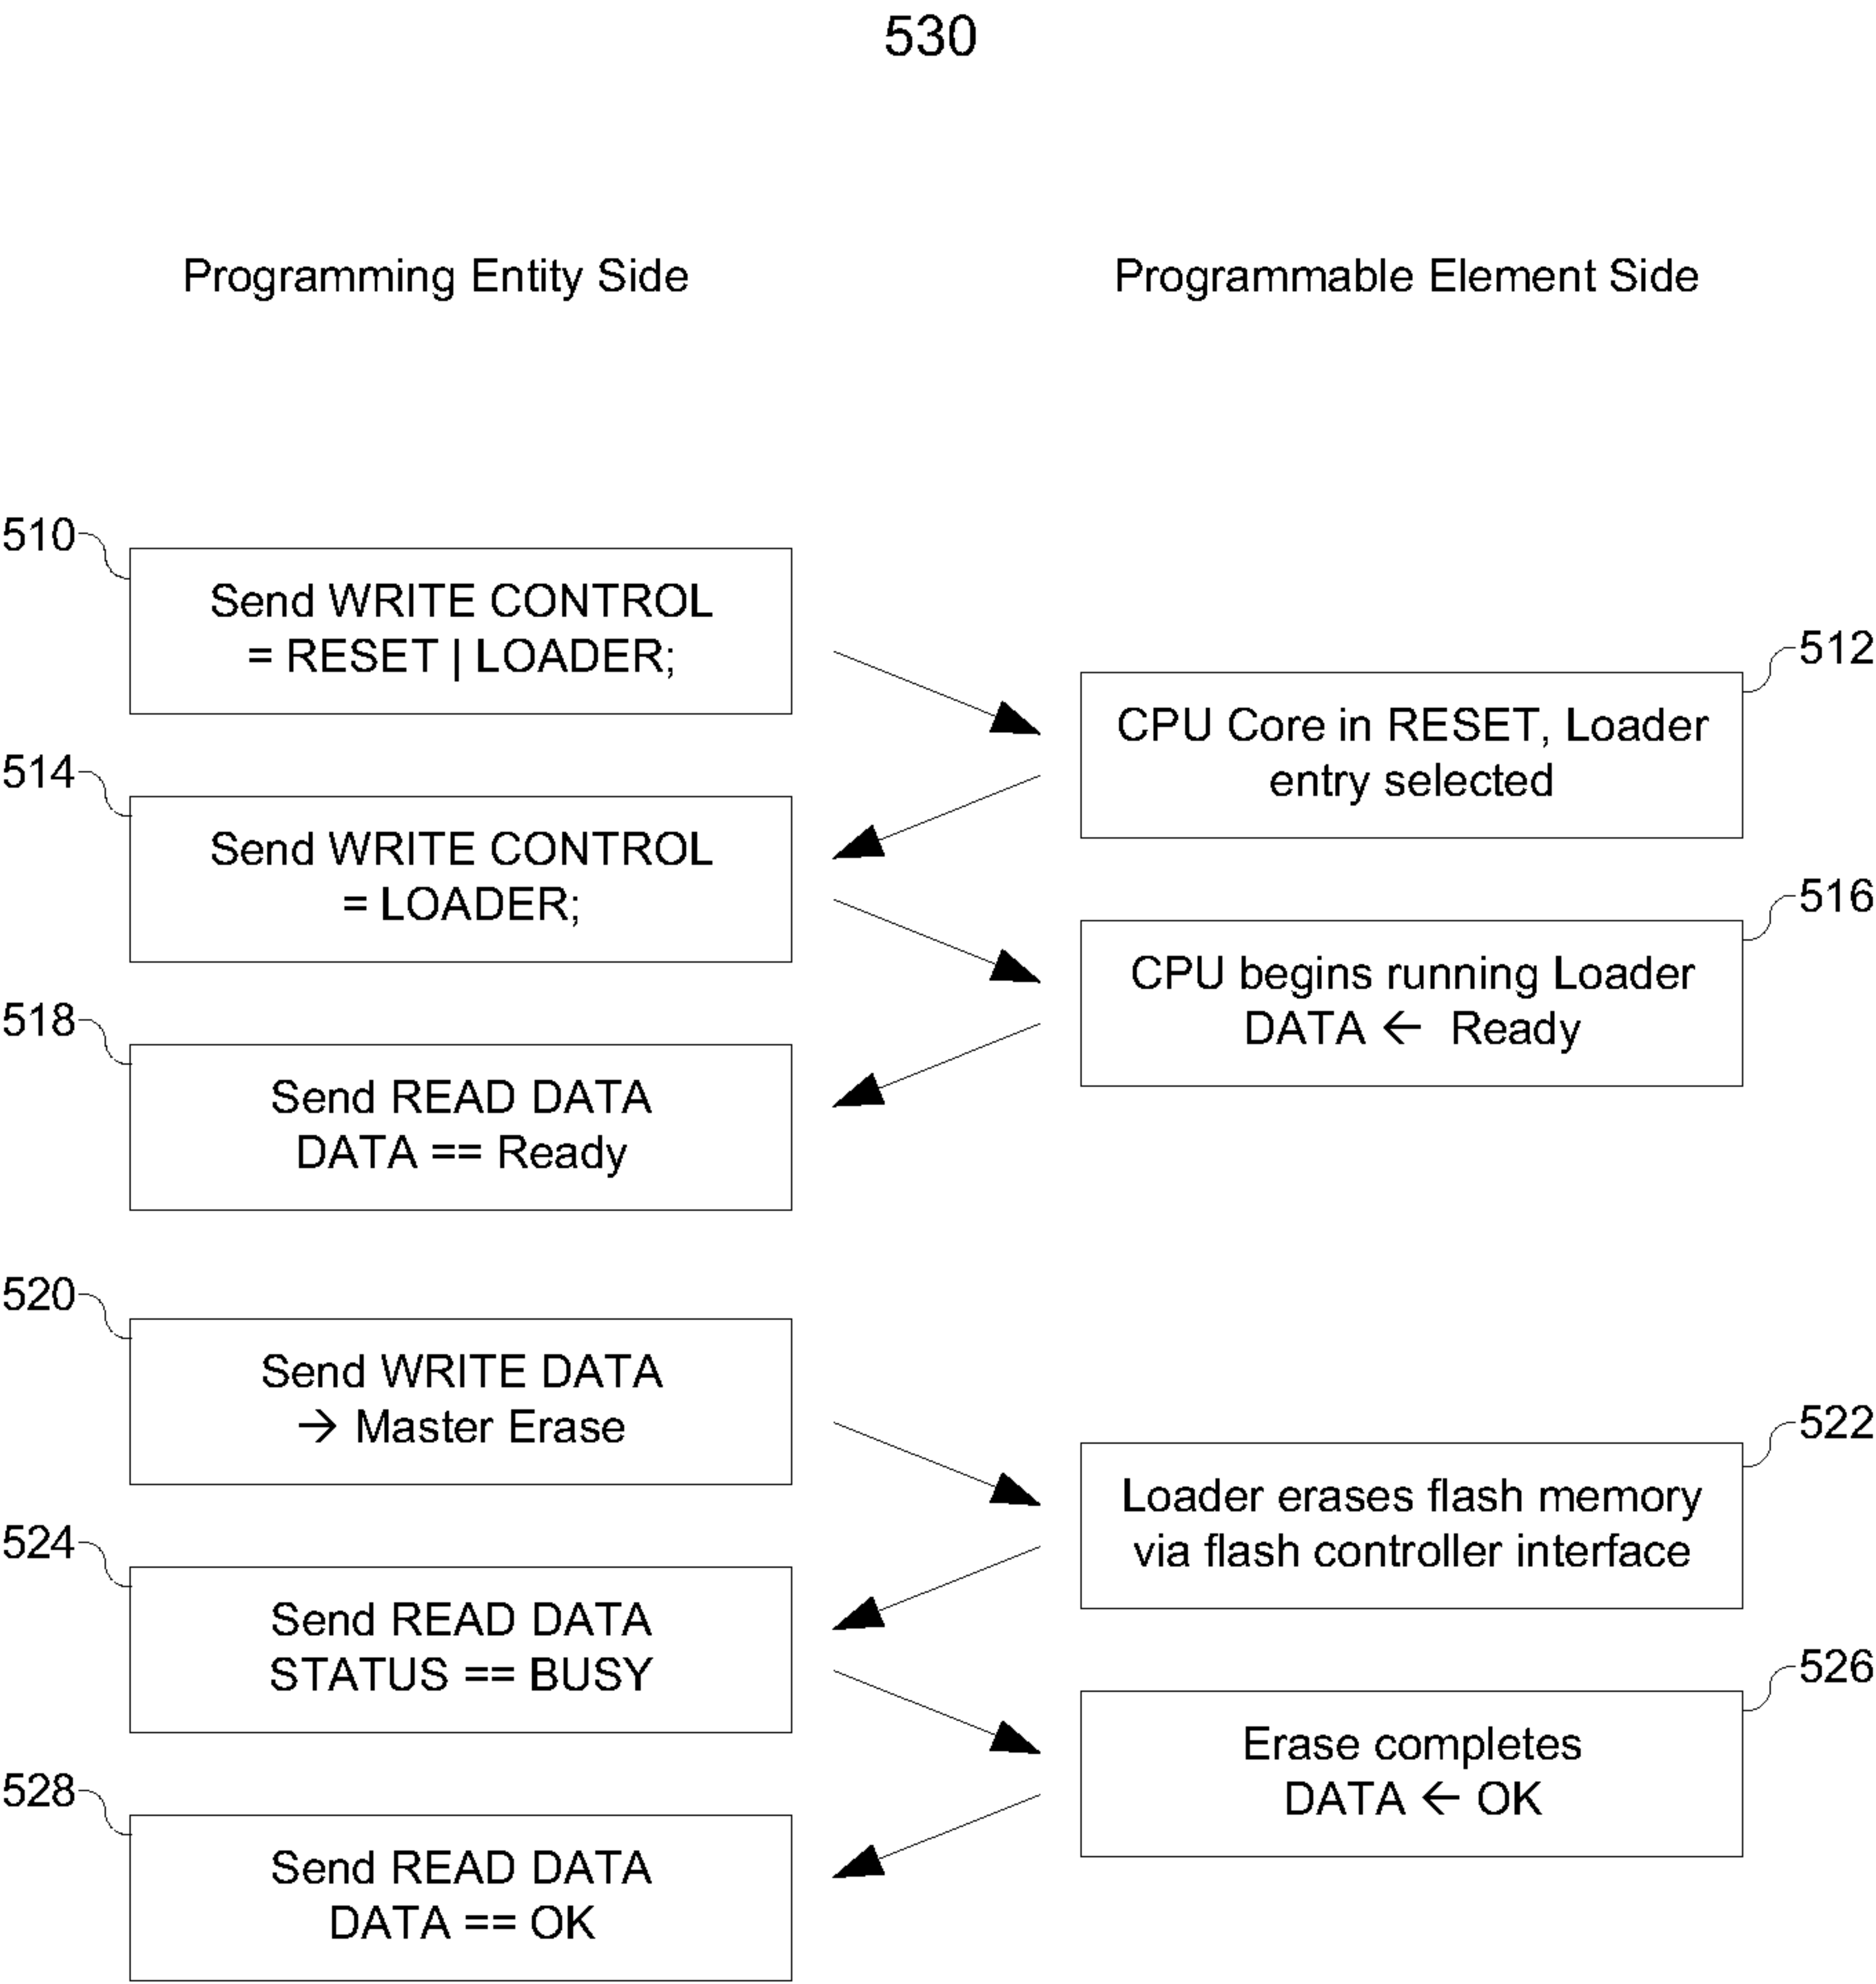 530
Programming Entity Side
Programmable Element Side
510
Send WRITE CONTROL
= RESET | LOADER;
512
CPU Core in RESET, Loader
entry selected
514
Send WRITE CONTROL
= LOADER;
516
CPU begins running Loader
DATA ← Ready
518
Send READ DATA
DATA == Ready
520
Send WRITE DATA
→ Master Erase
522
Loader erases flash memory
via flash controller interface
524
Send READ DATA
STATUS == BUSY
526
Erase completes
DATA ← OK
528
Send READ DATA
DATA == OK